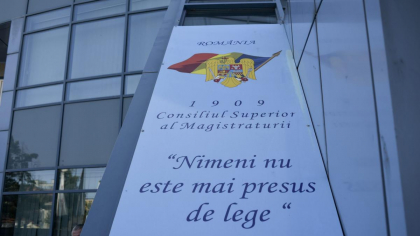 ROMÂNIA
1909
Consiliul Superior
al Magistraturii
“Nimeni nu
este mai presus
de lege “